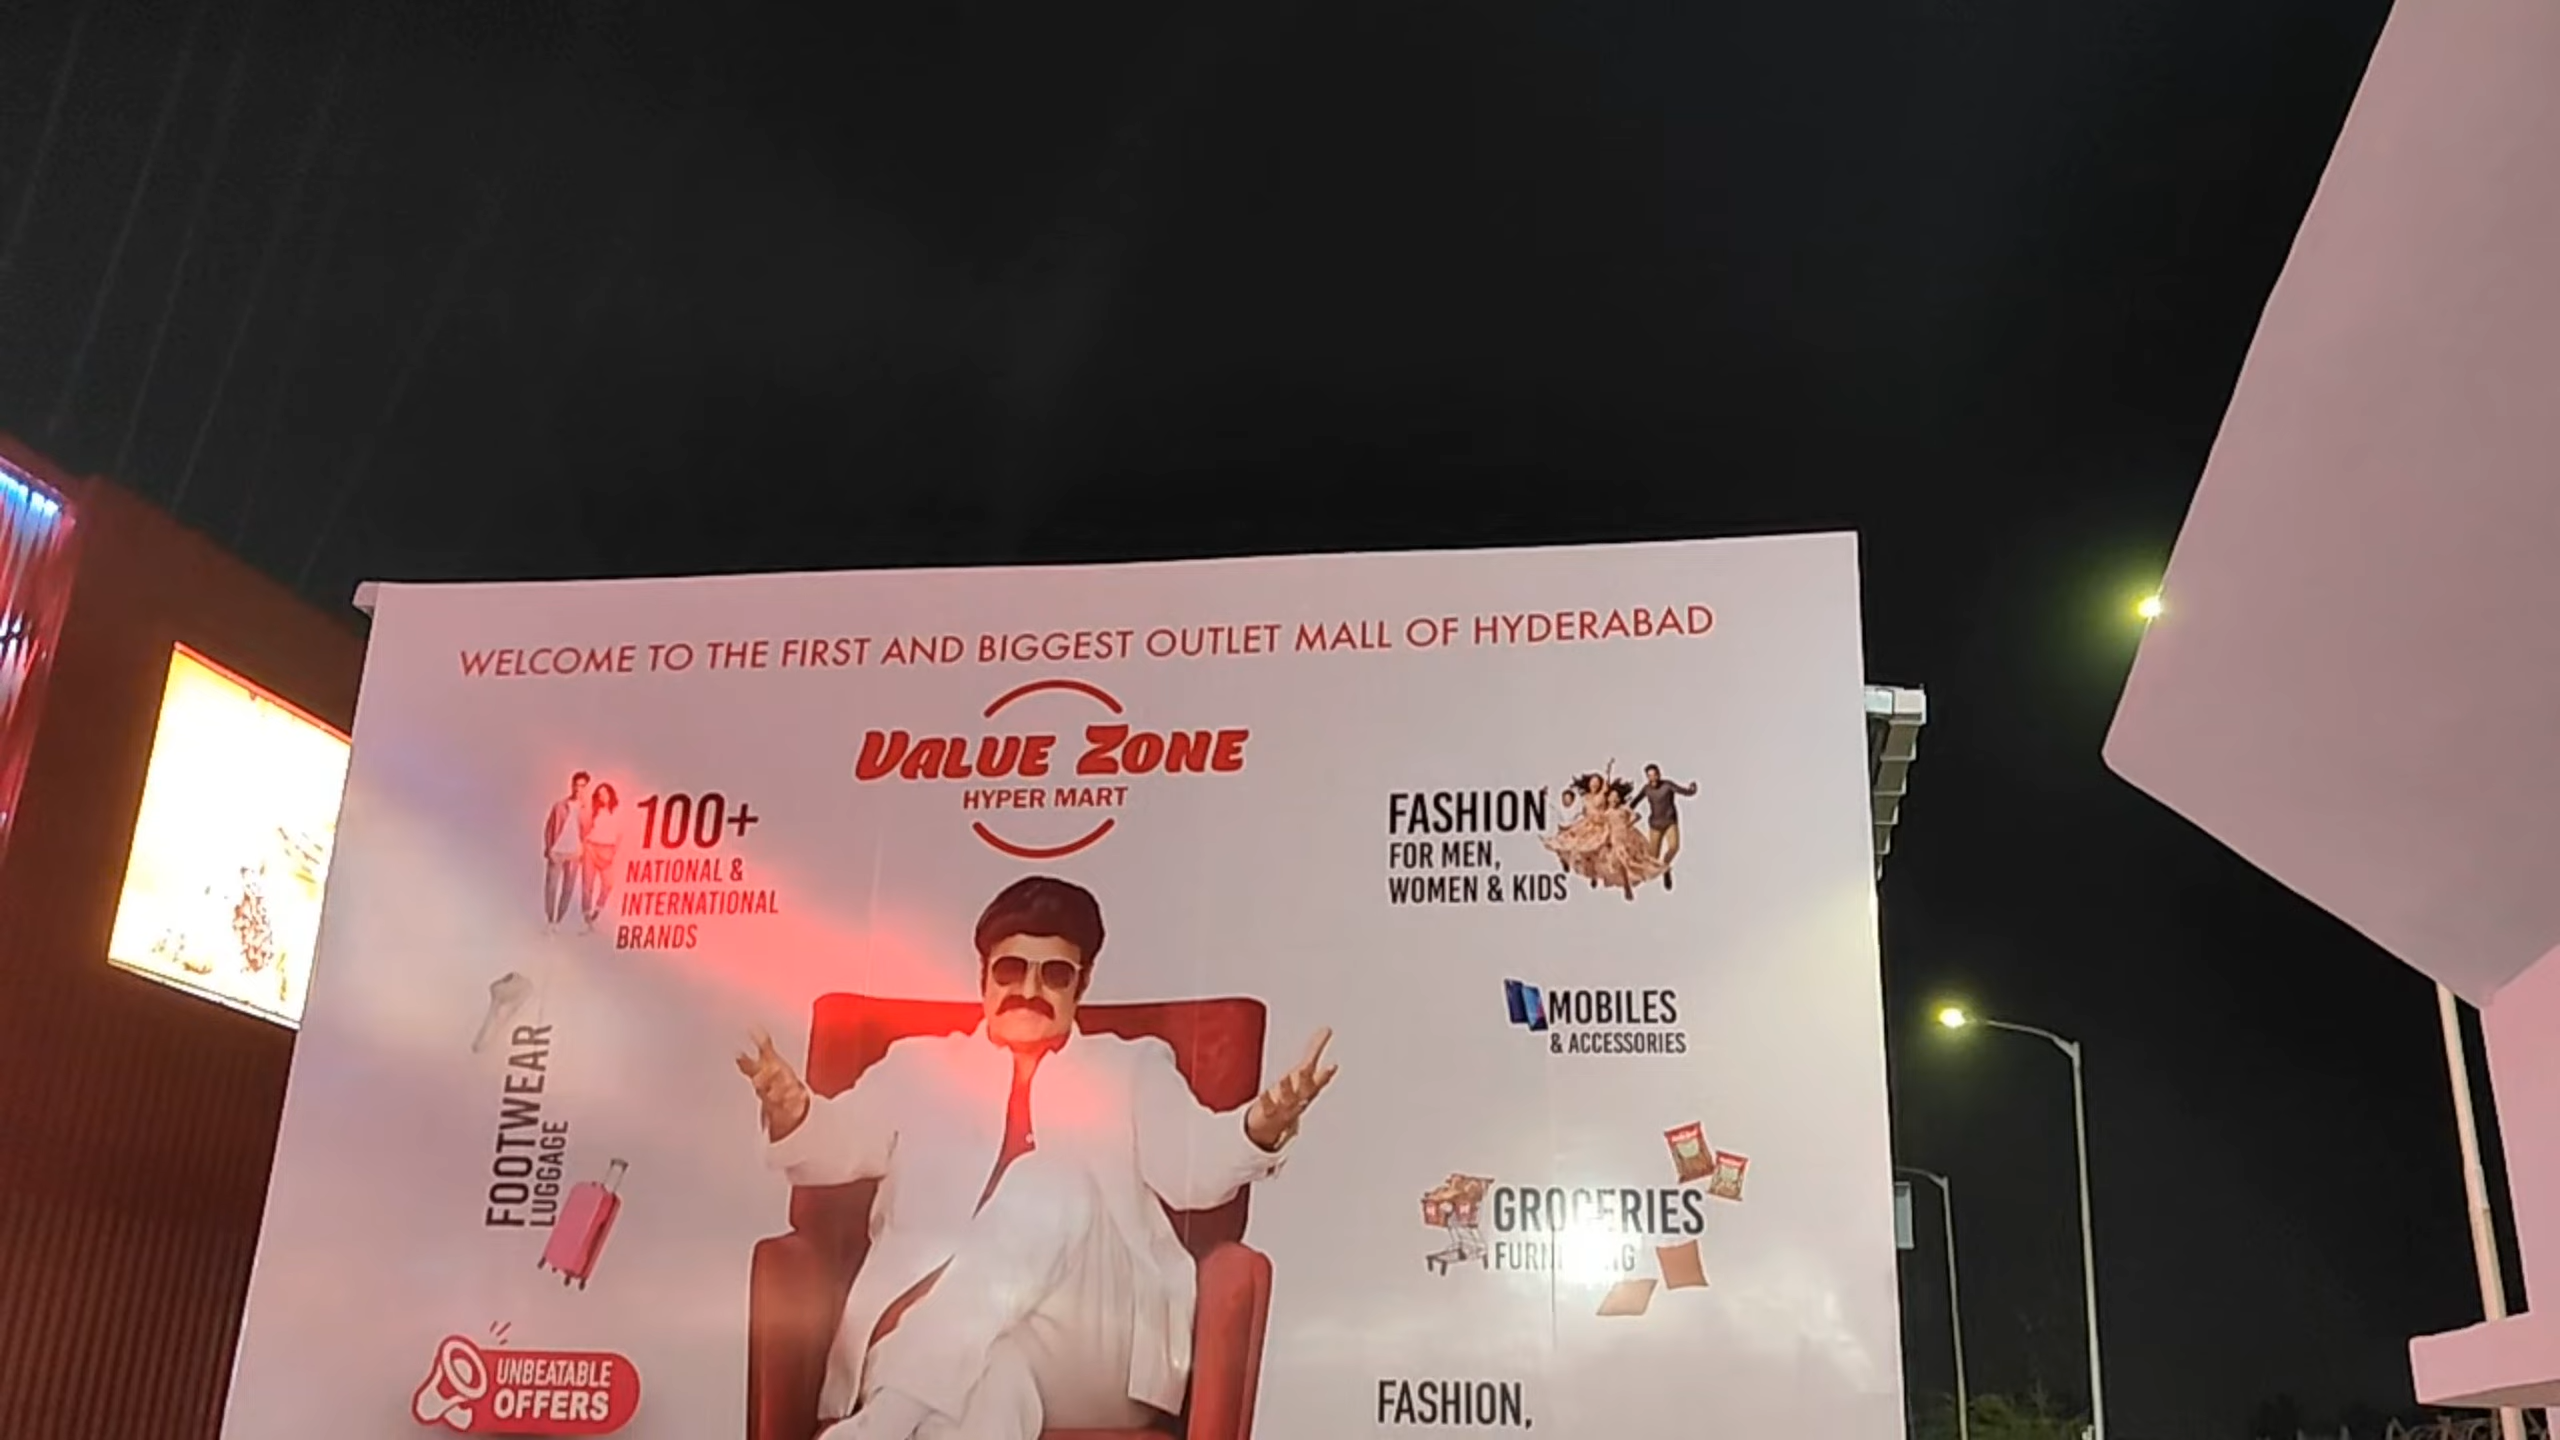 WELCOME TO THE FIRST AND BIGGEST OUTLET MALL OF HYDERABAD
VALUE ZONE
HYPER MART
100+
NATIONAL &
INTERNATIONAL
BRANDS
FASHION
FOR MEN,
WOMEN & KIDS
FOOTWEAR
LUGGAGE
MOBILES
& ACCESSORIES
GROCERIES
UNBEATABLE
OFFERS
FASHION,